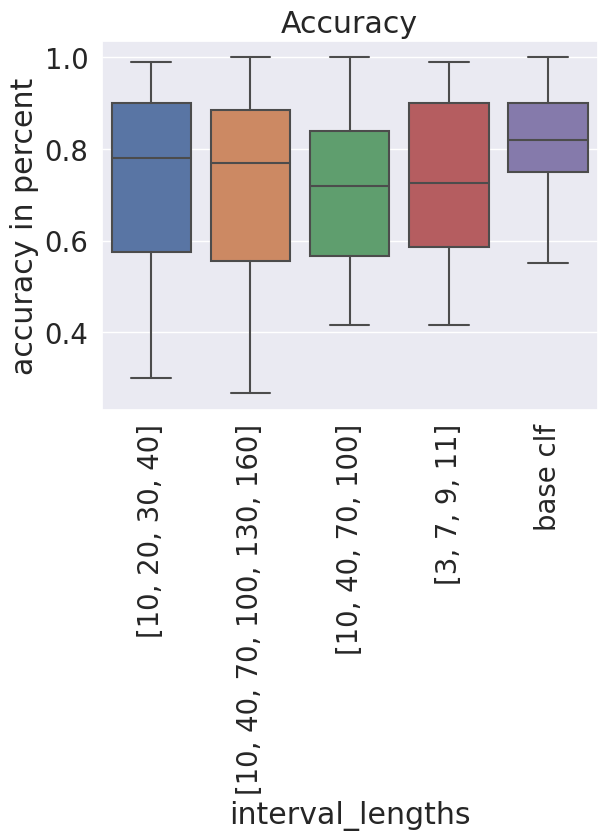 Accuracy
accuracy in percent
1.0
0.8
0.6
0.4
[10, 20, 30, 40]
[10, 40, 70, 100, 130, 160]
[10, 40, 70, 100]
[3, 7, 9, 11]
base clf
interval_lengths